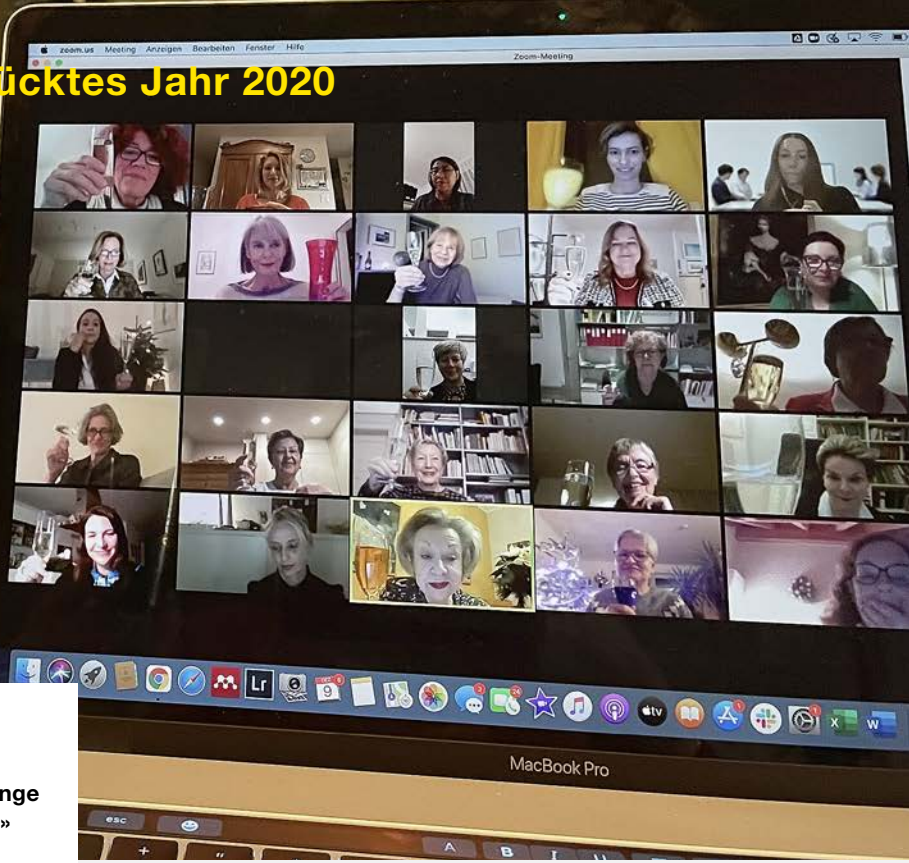 zoom.us Meeting Anzeigen Bearbeiten Fenster Hilfe
Zoom-Meeting
ücktes Jahr 2020
Lr
9
tv
X
W
MacBook Pro
nge
»
esc
A B I U